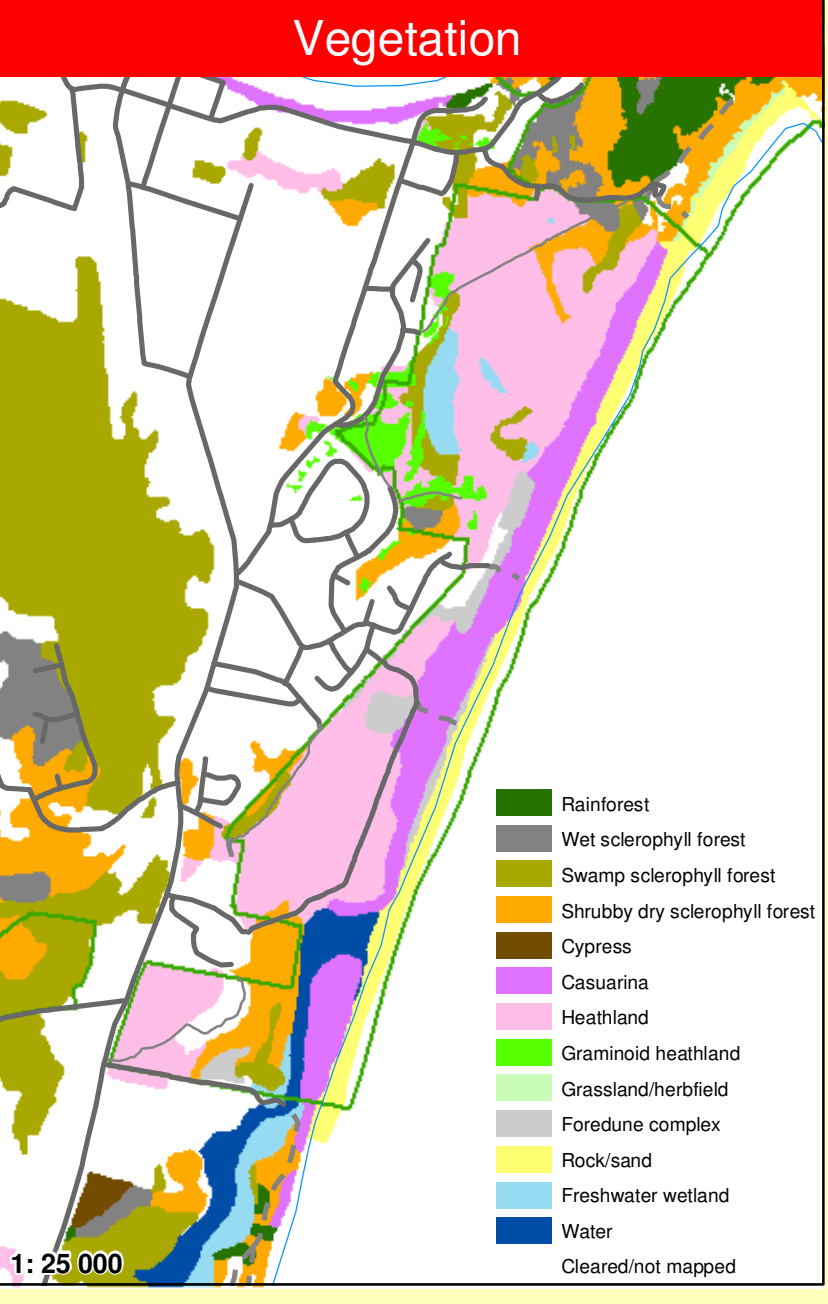 Vegetation
Rainforest
Wet sclerophyll forest
Swamp sclerophyll forest
Shrubby dry sclerophyll forest
Cypress
Casuarina
Heathland
Graminoid heathland
Grassland/herbfield
Foredune complex
Rock/sand
Freshwater wetland
Water
Cleared/not mapped
1: 25 000